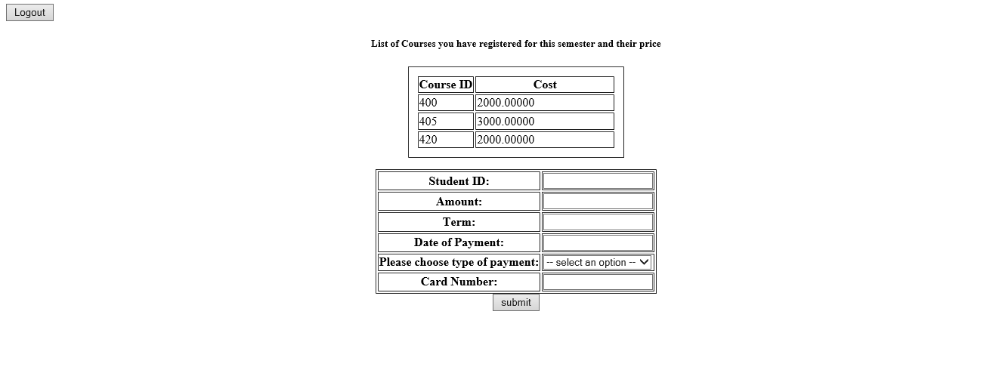 Logout
List of Courses you have registered for this semester and their price
Course ID Cost
400 2000.00000
405 3000.00000
420 2000.00000
Student ID:
Amount:
Term:
Date of Payment:
Please choose type of payment: -- select an option --
Card Number:
submit